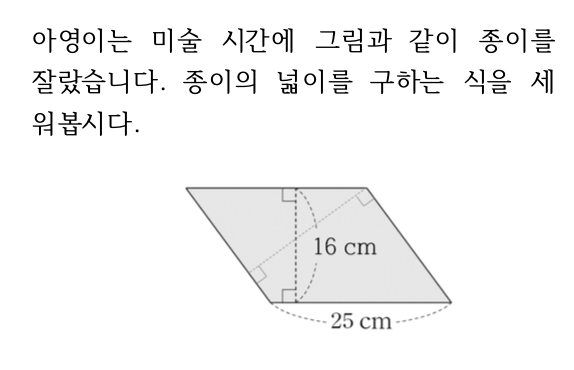 아영이는 미술 시간에 그림과 같이 종이를
잘랐습니다. 종이의 넓이를 구하는 식을 세
워봅시다.
16 cm
25 cm